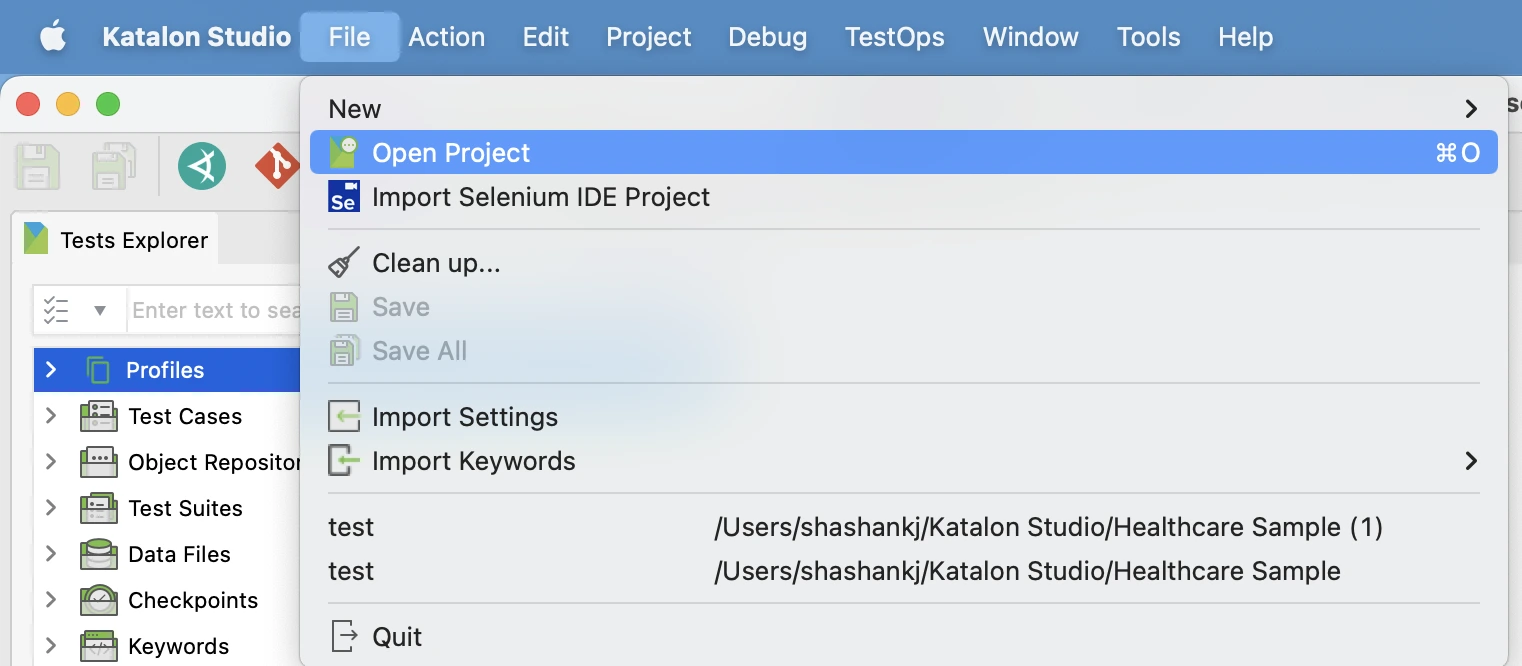 Katalon Studio File Action Edit Project Debug TestOps Window Tools Help
New
Open Project ⌘O
Se Import Selenium IDE Project
Tests Explorer
Clean up...
Enter text to sea
Save
Save All
Profiles
Test Cases
Import Settings
Object Repositor
Import Keywords
Test Suites
test /Users/shashankj/Katalon Studio/Healthcare Sample (1)
Data Files
test /Users/shashankj/Katalon Studio/Healthcare Sample
Checkpoints
Keywords
Quit